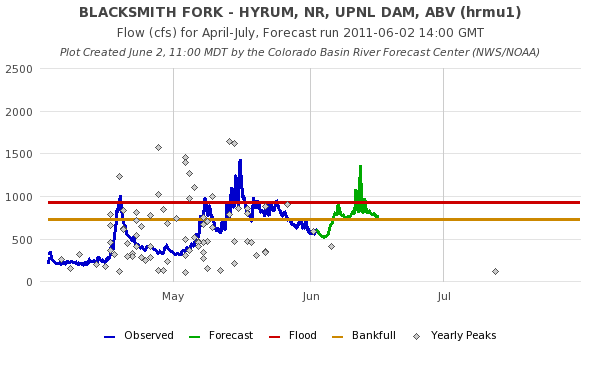 BLACKSMITH FORK - HYRUM, NR, UPNL DAM, ABV (hrmu1)
Flow (cfs) for April-July, Forecast run 2011-06-02 14:00 GMT
Plot Created June 2, 11:00 MDT by the Colorado Basin River Forecast Center (NWS/NOAA)
2500
2000
1500
1000
500
0
May Jun Jul
Observed Forecast Flood Bankfull Yearly Peaks